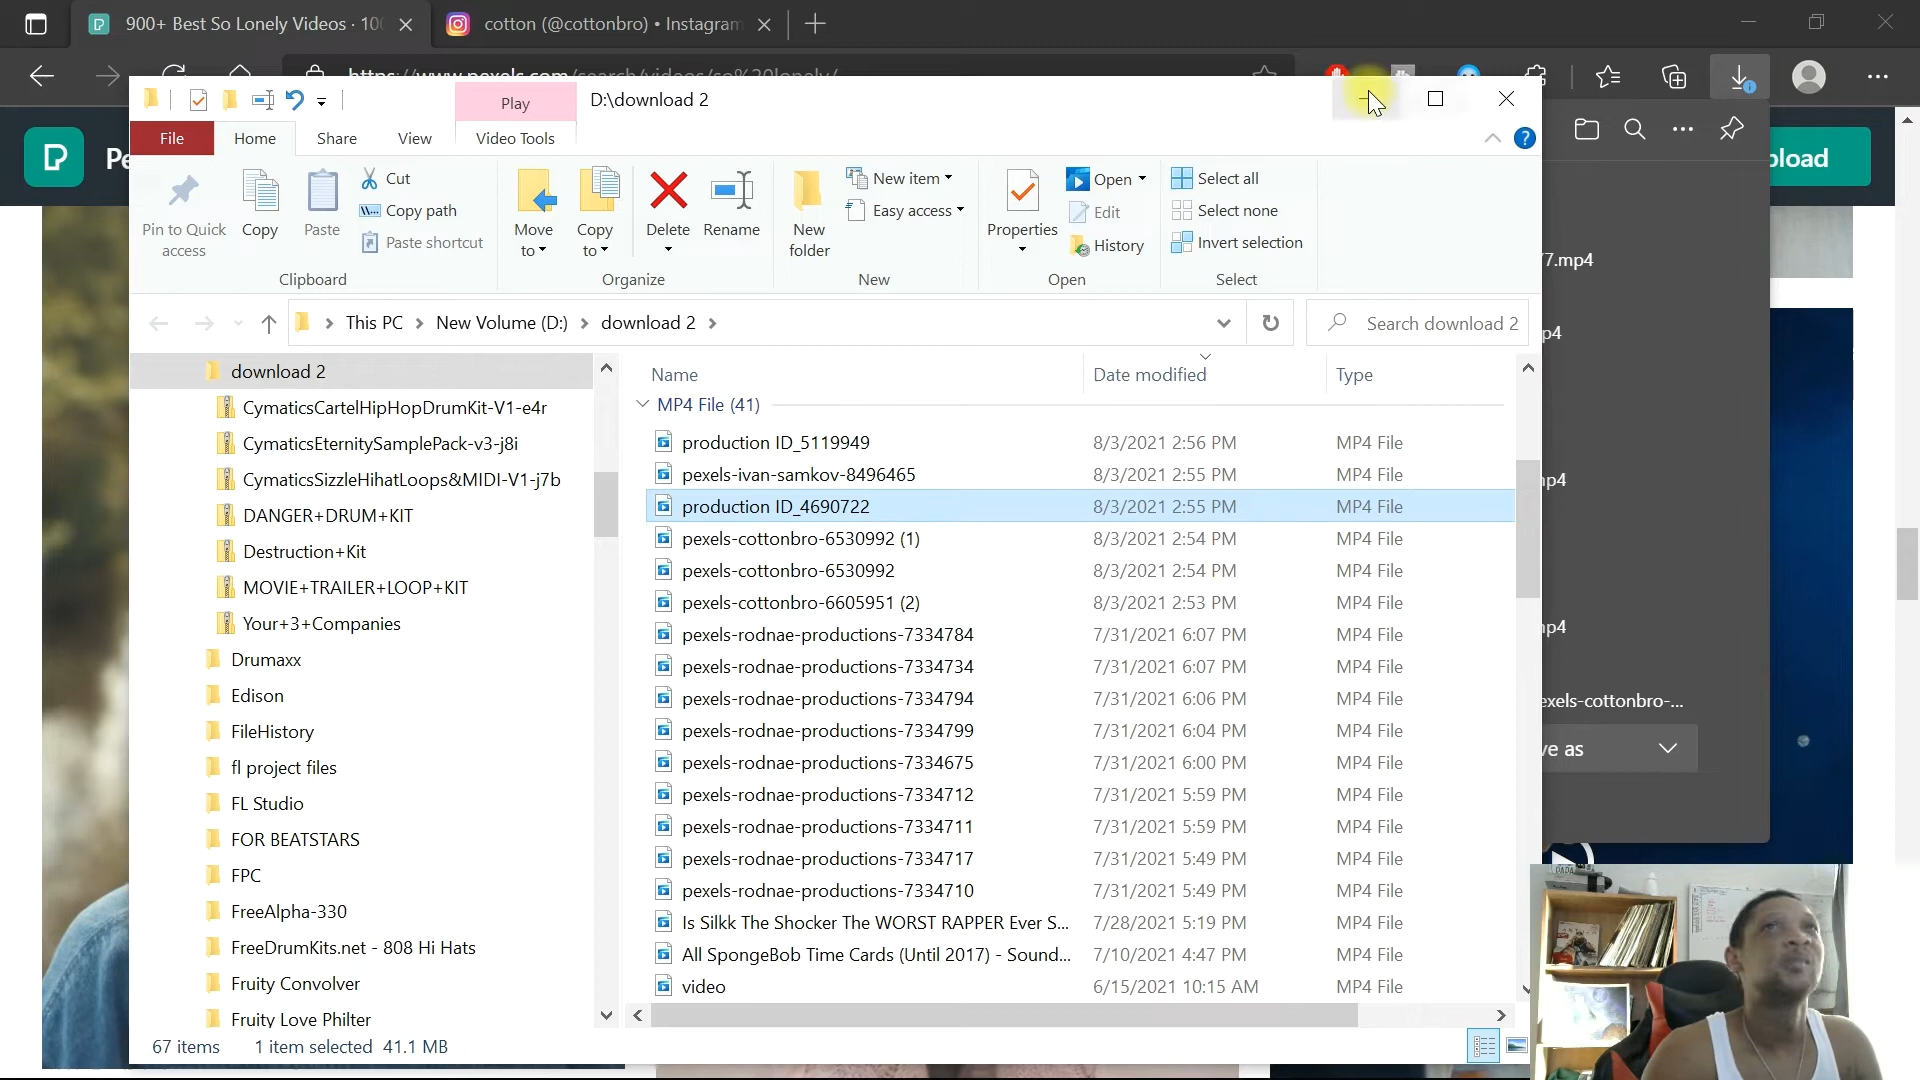 900+ Best So Lonely Videos · 100
cotton (@cottonbro) • Instagram
https://www.pexels.com/search/videos/so%20lonely/
Play
D:\download 2
File
Home
Share
View
Video Tools
Pe
pload
Pin to Quick access
Copy
Paste
Cut
Copy path
Paste shortcut
Clipboard
Move to
Copy to
Delete
Rename
Organize
New folder
New item
Easy access
New
Properties
Open
Edit
History
Open
Select all
Select none
Invert selection
Select
This PC
New Volume (D:)
download 2
Search download 2
download 2
CymaticsCartelHipHopDrumKit-V1-e4r
CymaticsEternitySamplePack-v3-j8i
CymaticsSizzleHihatLoops&MIDI-V1-j7b
DANGER+DRUM+KIT
Destruction+Kit
MOVIE+TRAILER+LOOP+KIT
Your+3+Companies
Drumaxx
Edison
FileHistory
fl project files
FL Studio
FOR BEATSTARS
FPC
FreeAlpha-330
FreeDrumKits.net - 808 Hi Hats
Fruity Convolver
Fruity Love Philter
Name Date modified Type
MP4 File (41)
production ID_5119949 8/3/2021 2:56 PM MP4 File
pexels-ivan-samkov-8496465 8/3/2021 2:55 PM MP4 File
production ID_4690722 8/3/2021 2:55 PM MP4 File
pexels-cottonbro-6530992 (1) 8/3/2021 2:54 PM MP4 File
pexels-cottonbro-6530992 8/3/2021 2:54 PM MP4 File
pexels-cottonbro-6605951 (2) 8/3/2021 2:53 PM MP4 File
pexels-rodnae-productions-7334784 7/31/2021 6:07 PM MP4 File
pexels-rodnae-productions-7334734 7/31/2021 6:07 PM MP4 File
pexels-rodnae-productions-7334794 7/31/2021 6:06 PM MP4 File
pexels-rodnae-productions-7334799 7/31/2021 6:04 PM MP4 File
pexels-rodnae-productions-7334675 7/31/2021 6:00 PM MP4 File
pexels-rodnae-productions-7334712 7/31/2021 5:59 PM MP4 File
pexels-rodnae-productions-7334711 7/31/2021 5:59 PM MP4 File
pexels-rodnae-productions-7334717 7/31/2021 5:49 PM MP4 File
pexels-rodnae-productions-7334710 7/31/2021 5:49 PM MP4 File
Is Silkk The Shocker The WORST RAPPER Ever S... 7/28/2021 5:19 PM MP4 File
All SpongeBob Time Cards (Until 2017) - Sound... 7/10/2021 4:47 PM MP4 File
video 6/15/2021 10:15 AM MP4 File
67 items 1 item selected 41.1 MB
7.mp4
p4
np4
np4
exels-cottonbro-...
ve as